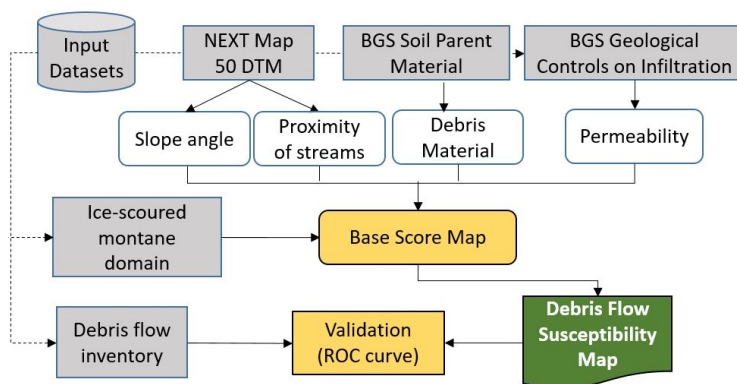 Input
Datasets
NEXT Map
50 DTM
BGS Soil Parent
Material
BGS Geological
Controls on Infiltration
Slope angle
Proximity
of streams
Debris
Material
Permeability
Ice-scoured
montane
domain
Base Score Map
Debris flow
inventory
Validation
(ROC curve)
Debris Flow
Susceptibility
Map